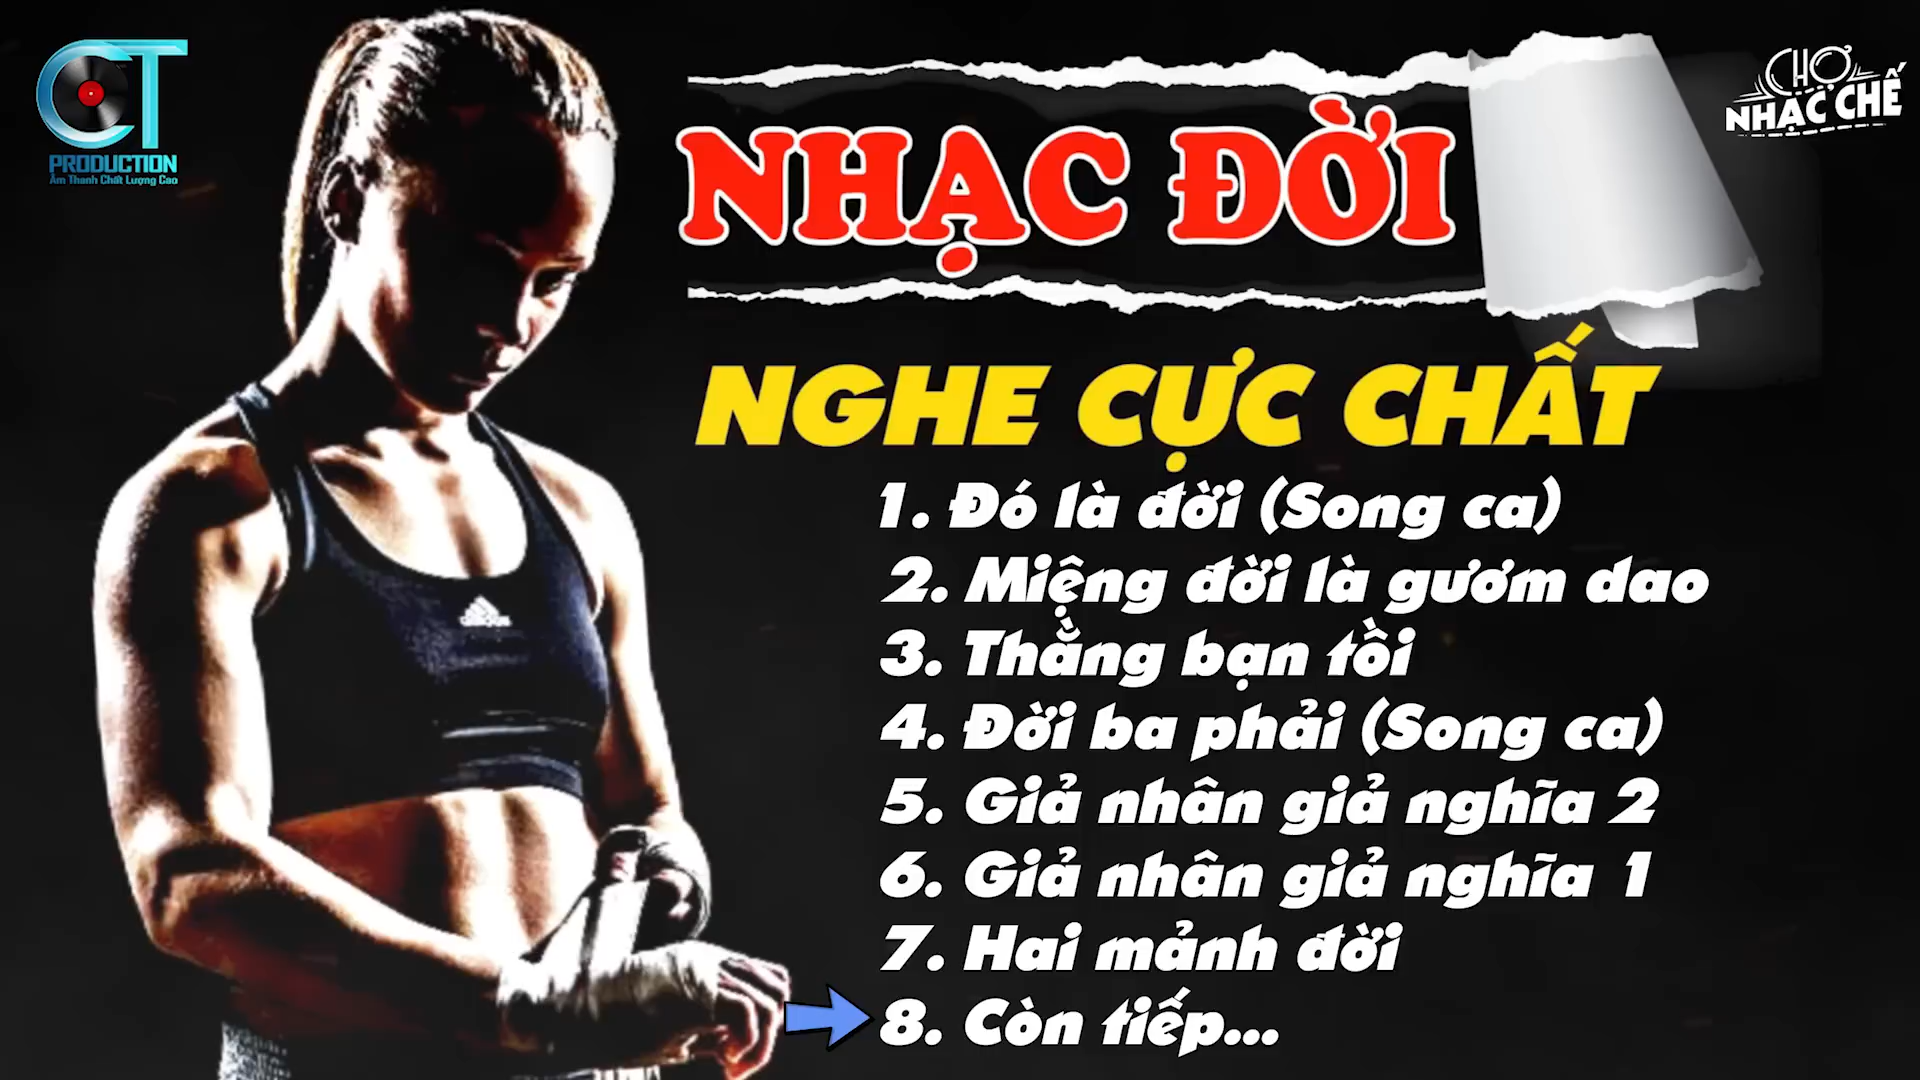 CT
PRODUCTION
Âm Thanh Chất Lượng Cao
CHỢ
NHẠC CHẾ
NHẠC ĐỜI
NGHE CỰC CHẤT
1. Đó là đời (Song ca)
2. Miệng đời là gươm dao
3. Thằng bạn tồi
4. Đời ba phải (Song ca)
5. Giả nhân giả nghĩa 2
6. Giả nhân giả nghĩa 1
7. Hai mảnh đời
8. Còn tiếp...
adidas